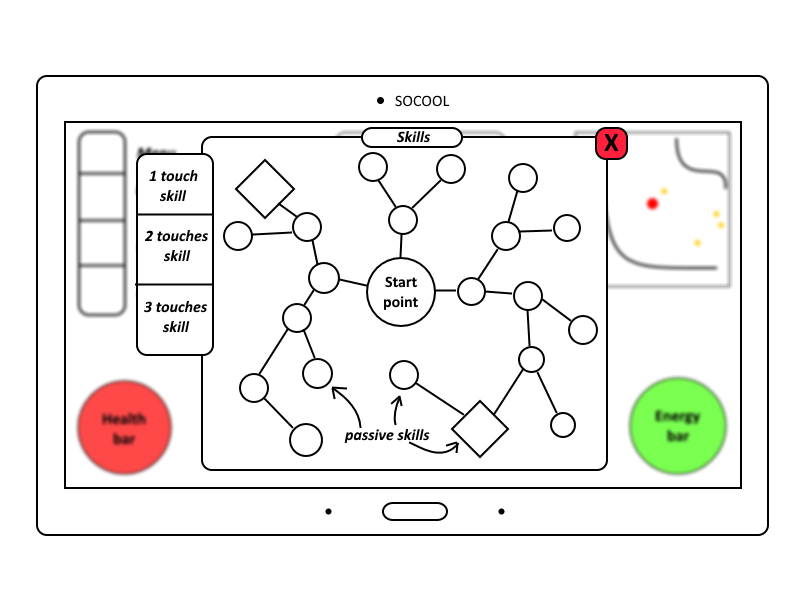 SOCOOL
Skills
X
1 touch
skill
2 touches
skill
3 touches
skill
Start
point
passive skills
Health
bar
Energy
bar